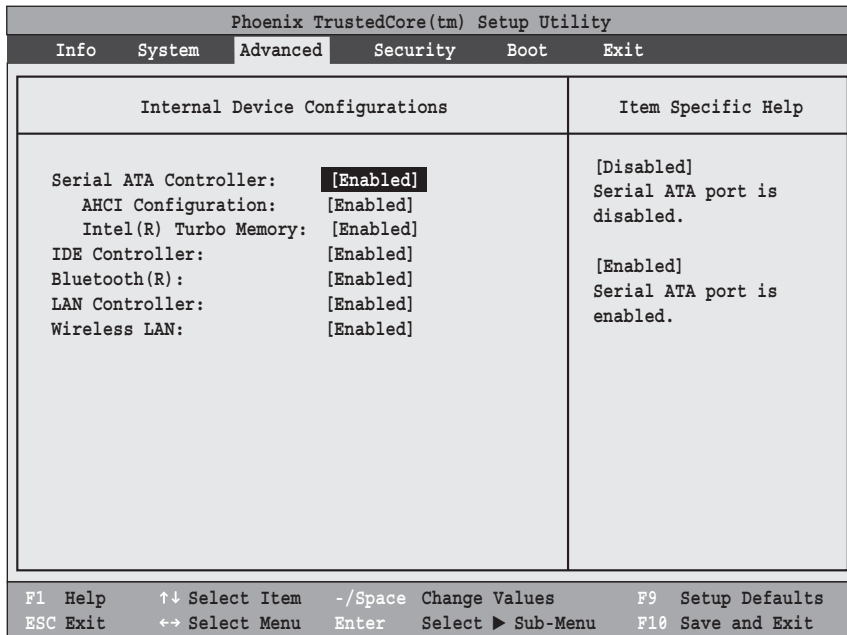 Phoenix TrustedCore(tm) Setup Utility
Info System Advanced Security Boot Exit
Internal Device Configurations
Serial ATA Controller: [Enabled]
AHCI Configuration: [Enabled]
Intel(R) Turbo Memory: [Enabled]
IDE Controller: [Enabled]
Bluetooth(R): [Enabled]
LAN Controller: [Enabled]
Wireless LAN: [Enabled]
Item Specific Help
[Disabled]
Serial ATA port is
disabled.
[Enabled]
Serial ATA port is
enabled.
F1 Help ↑↓ Select Item -/Space Change Values F9 Setup Defaults
ESC Exit ←→ Select Menu Enter Select ▶ Sub-Menu F10 Save and Exit